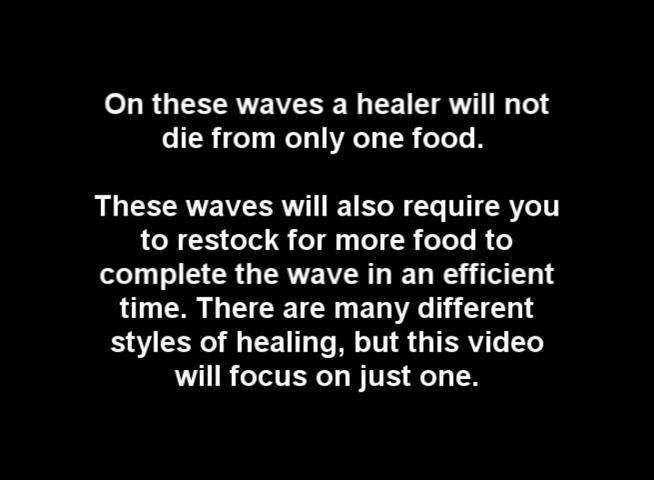 On these waves a healer will not
die from only one food.
These waves will also require you
to restock for more food to
complete the wave in an efficient
time. There are many different
styles of healing, but this video
will focus on just one.